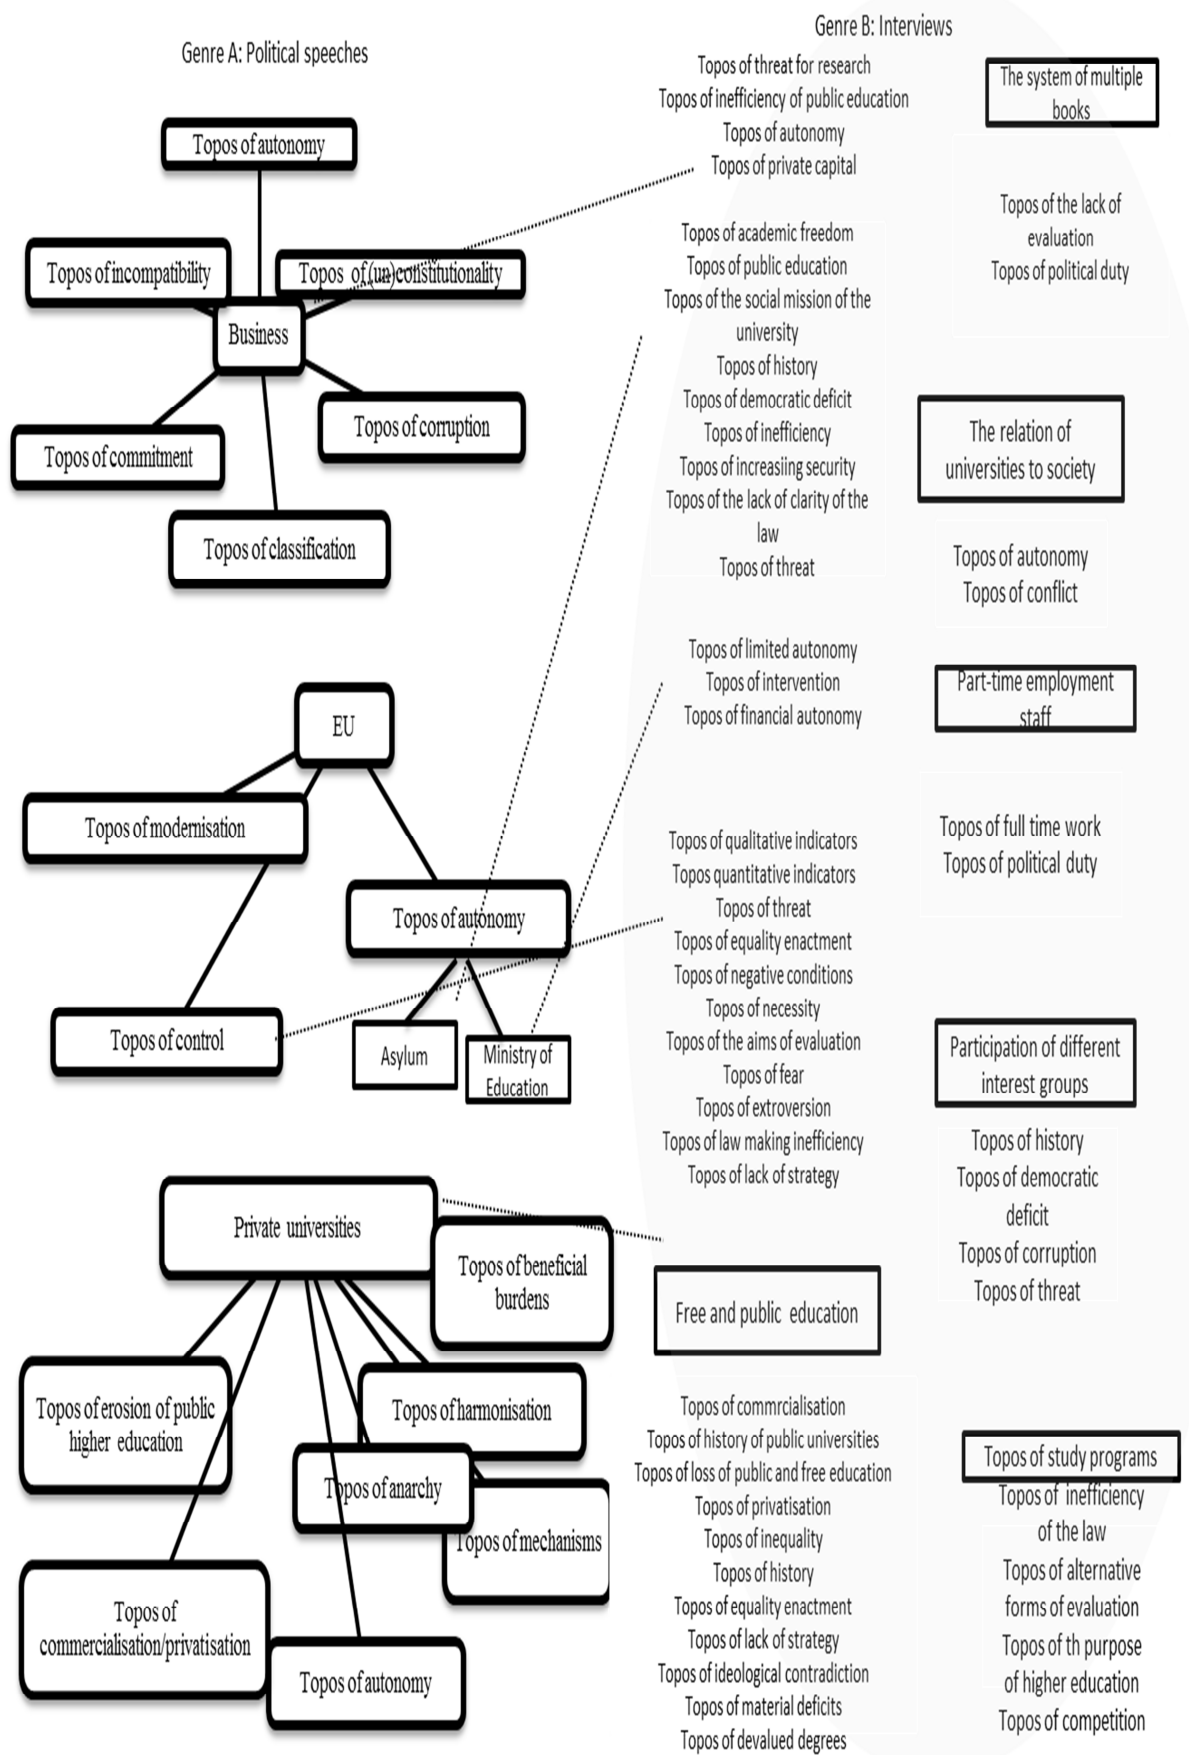 Genre A: Political speeches
Topos of autonomy
Topos of incompatibility
Topos of (un)constitutionality
Business
Topos of corruption
Topos of commitment
Topos of classification
EU
Topos of modernisation
Topos of autonomy
Topos of control
Asylum
Ministry of
Education
Private universities
Topos of beneficial
burdens
Topos of erosion of public
higher education
Topos of harmonisation
Topos of anarchy
Topos of mechanisms
Topos of
commercialisation/privatisation
Topos of autonomy
Genre B: Interviews
Topos of threat for research
Topos of inefficiency of public education
Topos of autonomy
Topos of private capital
Topos of academic freedom
Topos of public education
Topos of the social mission of the
university
Topos of history
Topos of democratic deficit
Topos of inefficiency
Topos of increasiing security
Topos of the lack of clarity of the
law
Topos of threat
Topos of limited autonomy
Topos of intervention
Topos of financial autonomy
Topos of qualitative indicators
Topos quantitative indicators
Topos of threat
Topos of equality enactment
Topos of negative conditions
Topos of necessity
Topos of the aims of evaluation
Topos of fear
Topos of extroversion
Topos of law making inefficiency
Topos of lack of strategy
Free and public education
Topos of commrcialisation
Topos of history of public universities
Topos of loss of public and free education
Topos of privatisation
Topos of inequality
Topos of history
Topos of equality enactment
Topos of lack of strategy
Topos of ideological contradiction
Topos of material deficits
Topos of devalued degrees
The system of multiple
books
Topos of the lack of
evaluation
Topos of political duty
The relation of
universities to society
Topos of autonomy
Topos of conflict
Part-time employment
staff
Topos of full time work
Topos of political duty
Participation of different
interest groups
Topos of history
Topos of democratic
deficit
Topos of corruption
Topos of threat
Topos of study programs
Topos of inefficiency
of the law
Topos of alternative
forms of evaluation
Topos of th purpose
of higher education
Topos of competition